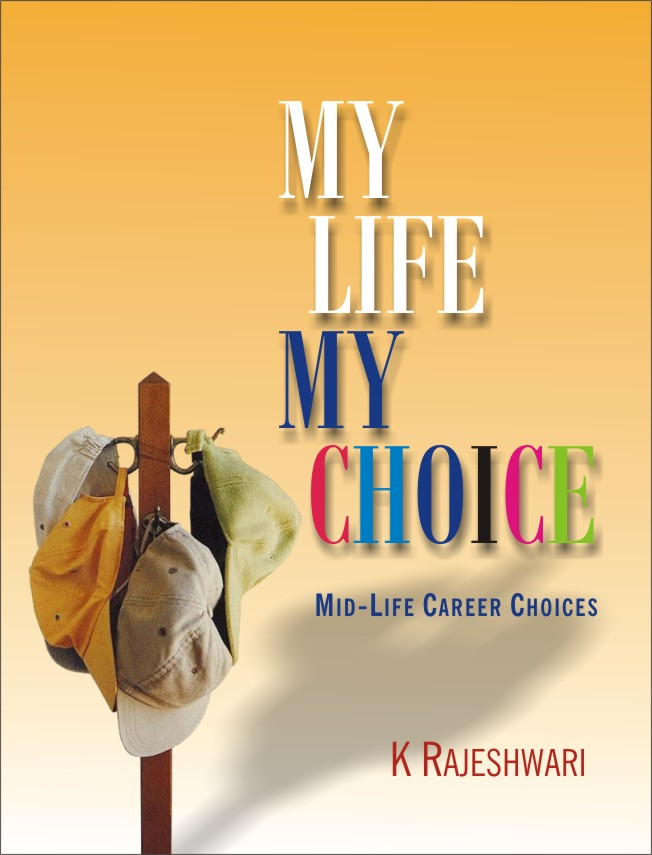 MY
LIFE
MY
CHOICE
MID-LIFE CAREER CHOICES
K RAJESHWARI